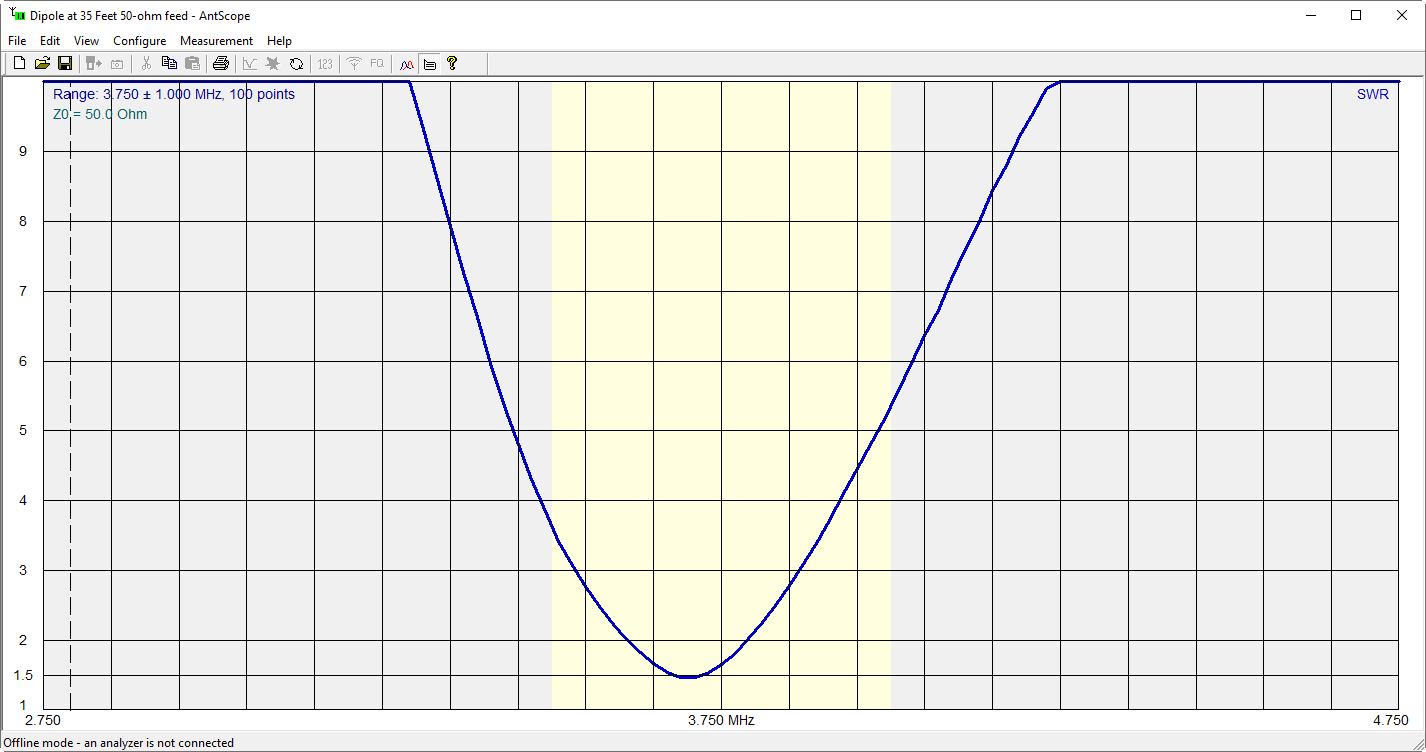 Dipole at 35 Feet 50-ohm feed - AntScope
File Edit View Configure Measurement Help
123 FQ ?
Range: 3.750 ± 1.000 MHz, 100 points
SWR
Z0 = 50.0 Ohm
9
8
7
6
5
4
3
2
1.5
1
2.750 3.750 MHz 4.750
Offline mode - an analyzer is not connected